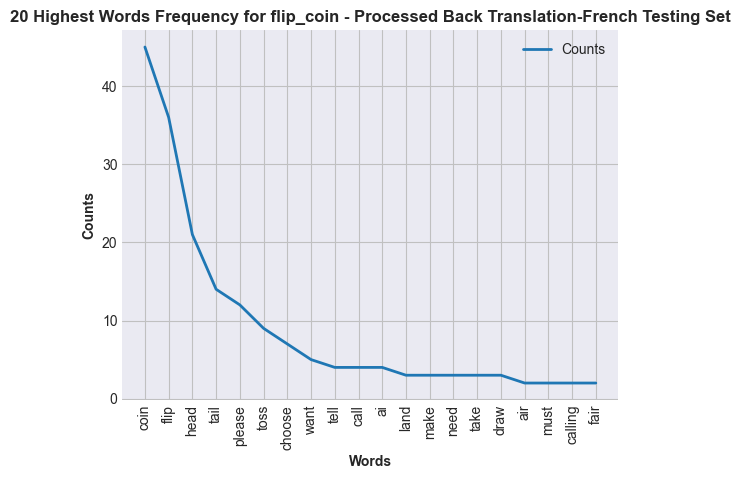 20 Highest Words Frequency for flip_coin - Processed Back Translation-French Testing Set
Counts
Counts
40
30
20
10
0
coin
flip
head
tail
please
toss
choose
want
tell
call
ai
land
make
need
take
draw
air
must
calling
fair
Words